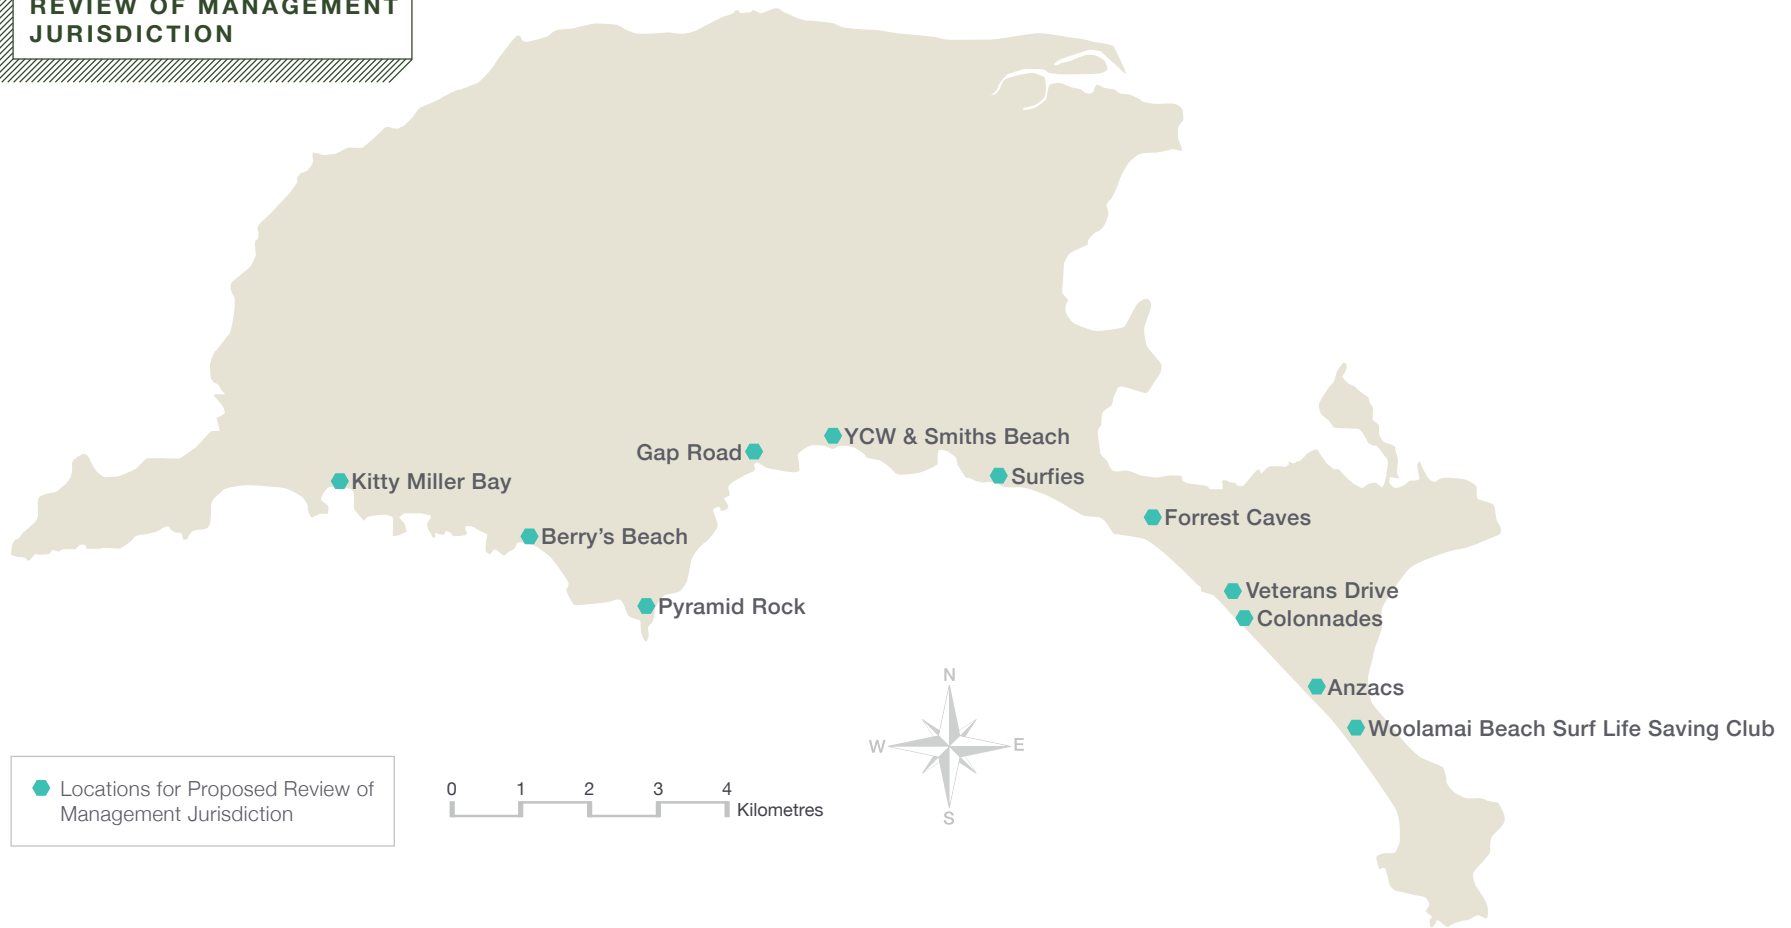 REVIEW OF MANAGEMENT
JURISDICTION
YCW & Smiths Beach
Gap Road
Surfies
Kitty Miller Bay
Forrest Caves
Berry’s Beach
Veterans Drive
Pyramid Rock
Colonnades
N
Anzacs
Woolamai Beach Surf Life Saving Club
W
E
S
Locations for Proposed Review of
Management Jurisdiction
0 1 2 3 4
Kilometres